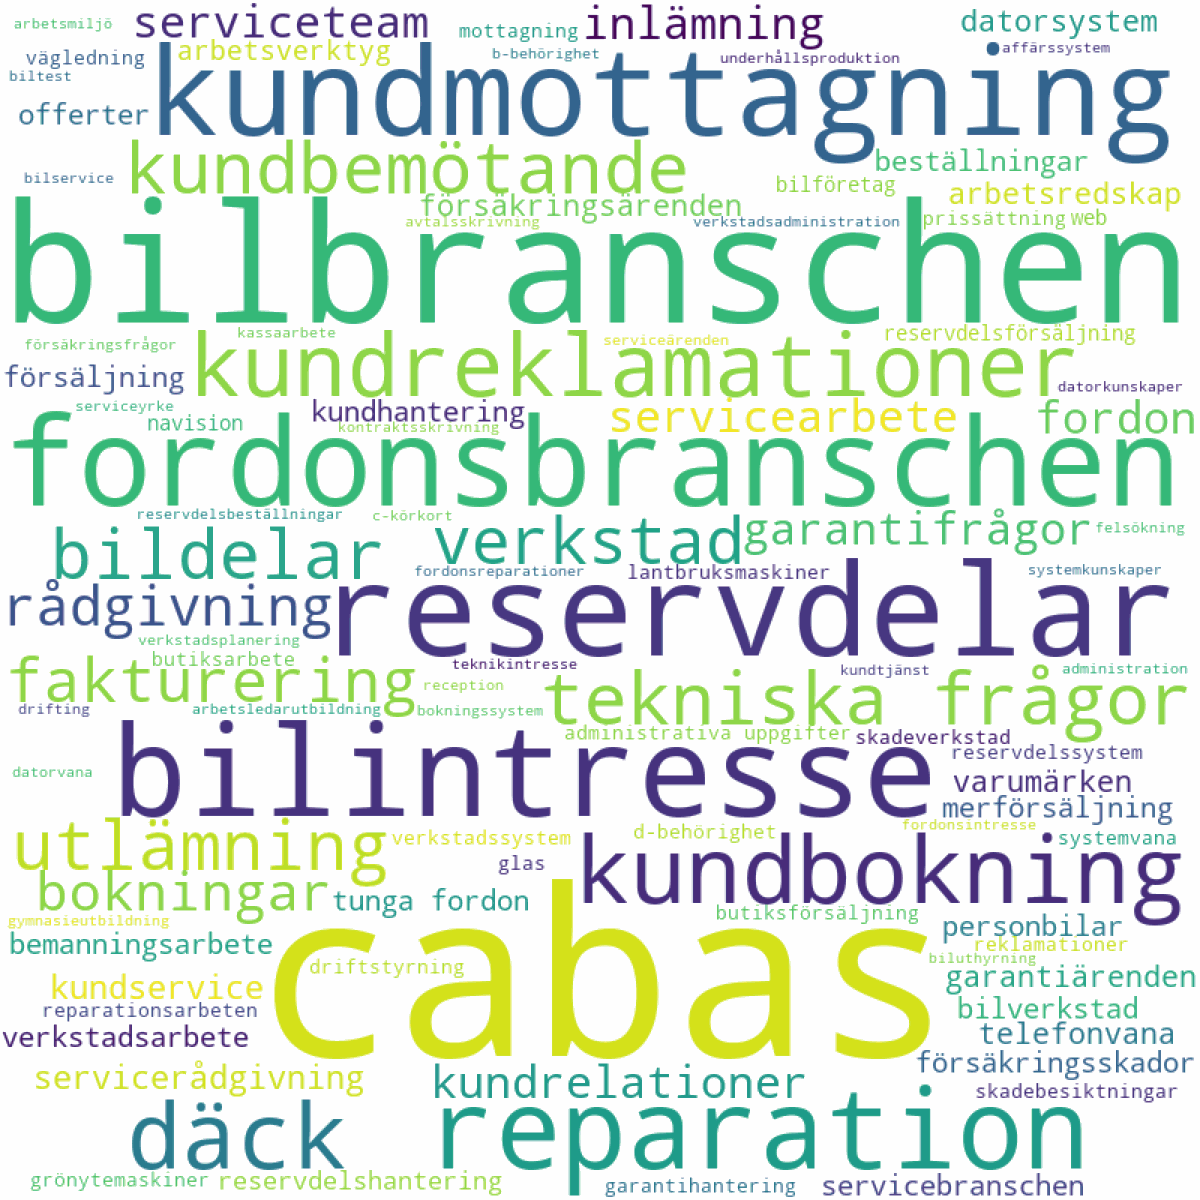 arbetsmiljö
serviceteam
mottagning
inlämning
datorsystem
vägledning
arbetsverktyg
b-behörighet
underhållsproduktion
affärssystem
biltest
kundmottagning
offerter
kundbemötande
beställningar
bilservice
bilföretag
arbetsredskap
försäkringsärenden
avtalsskrivning
verkstadsadministration
prissättning
web
bilbranschen
kassaarbete
reservdelsförsäljning
försäkringsfrågor
serviceärenden
kundreklamationer
försäljning
datorkunskaper
serviceyrke
kundhantering
servicearbete
fordon
navision
kontraktsskrivning
fordonsbranschen
reservdelsbeställningar
c-körkort
garantifrågor
felsökning
bildelar
verkstad
fordonsreparationer
lantbruksmaskiner
systemkunskaper
rådgivning
reservdelar
verkstadsplanering
butiksarbete
teknikintresse
kundtjänst
administration
fakturering
reception
tekniska frågor
drifting
arbetsledarutbildning
bokningssystem
administrativa uppgifter
skadeverkstad
bilintresse
reservdelssystem
datorvana
varumärken
merförsäljning
utlämning
verkstadssystem
d-behörighet
fordonsintresse
systemvana
glas
kundbokning
bokningar
tunga fordon
gymnasieutbildning
butiksförsäljning
personbilar
bemanningsarbete
cabas
reklamationer
driftstyrning
biluthyrning
kundservice
garantiärenden
reparationsarbeten
bilverkstad
verkstadsarbete
telefonvana
servicerådgivning
kundrelationer
försäkringsskador
skadebesiktningar
däck
reparation
grönytemaskiner
reservdelshantering
garantihantering
servicebranschen